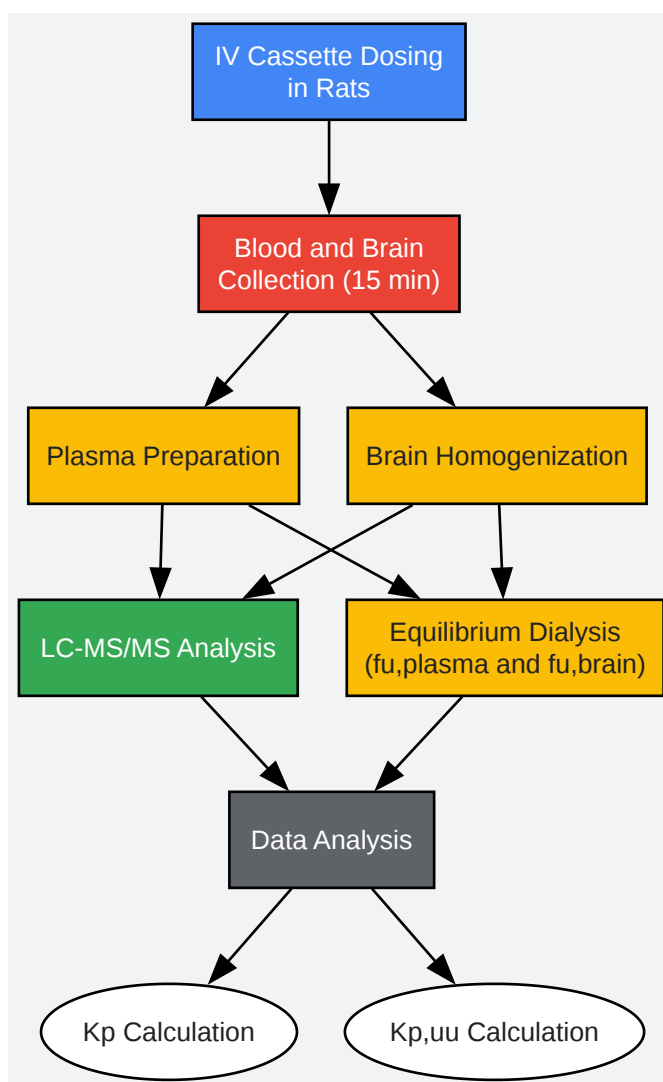 IV Cassette Dosing
in Rats
Blood and Brain
Collection (15 min)
Plasma Preparation
Brain Homogenization
LC-MS/MS Analysis
Equilibrium Dialysis
(fu,plasma and fu,brain)
Data Analysis
Kp Calculation
Kp,uu Calculation